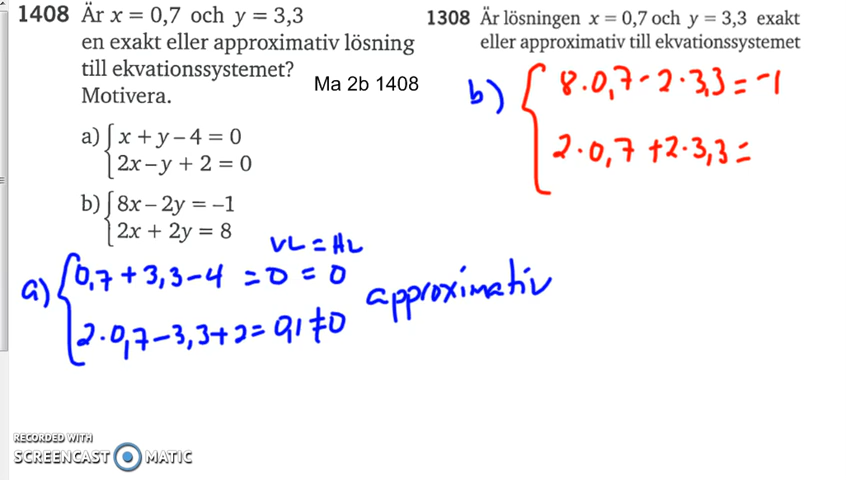 1408 Är x = 0,7 och y = 3,3
en exakt eller approximativ lösning
till ekvationssystemet?
Motivera.
Ma 2b 1408
a) { x + y – 4 = 0
2x – y + 2 = 0
b) { 8x – 2y = –1
2x + 2y = 8
VL = HL
a) { 0,7 + 3,3 – 4 = 0 = 0
2·0,7 – 3,3 + 2 = 0,1 ≠ 0
approximativ
1308 Är lösningen x = 0,7 och y = 3,3 exakt
eller approximativ till ekvationssystemet
b) { 8·0,7 – 2·3,3 = –1
2·0,7 + 2·3,3 =
RECORDED WITH
SCREENCAST MATIC